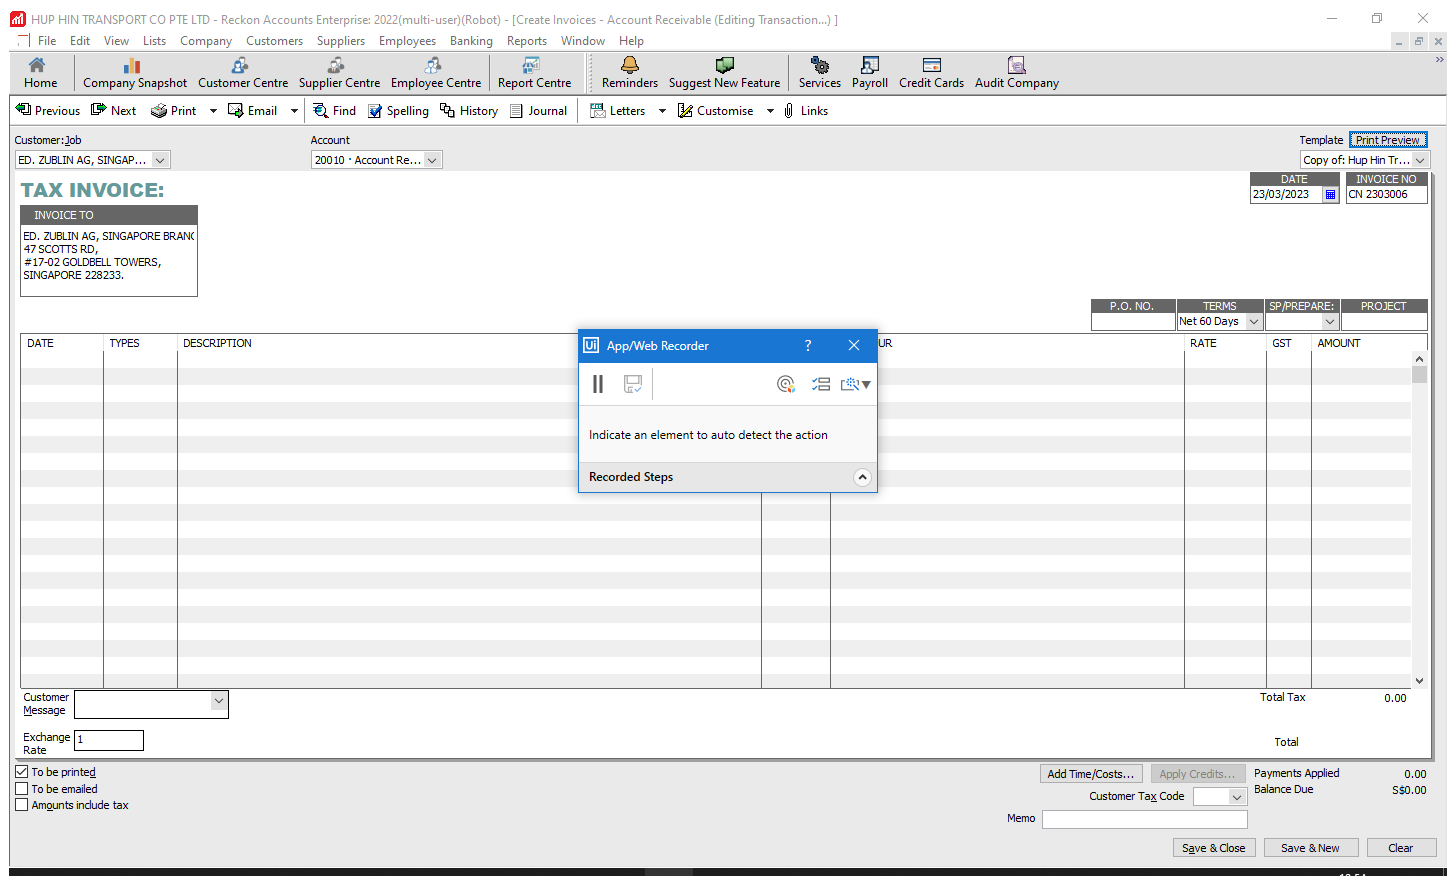 HUP HIN TRANSPORT CO PTE LTD - Reckon Accounts Enterprise: 2022(multi-user)(Robot) - [Create Invoices - Account Receivable (Editing Transaction...) ]
File Edit View Lists Company Customers Suppliers Employees Banking Reports Window Help
Home Company Snapshot Customer Centre Supplier Centre Employee Centre Report Centre Reminders Suggest New Feature Services Payroll Credit Cards Audit Company
Previous Next Print Email Find Spelling History Journal Letters Customise Links
Customer:Job Account Template Print Preview
ED. ZUBLIN AG, SINGAP... 20010 · Account Re... Copy of: Hup Hin Tr...
TAX INVOICE:
DATE INVOICE NO
23/03/2023 CN 2303006
INVOICE TO
ED. ZUBLIN AG, SINGAPORE BRANC
47 SCOTTS RD,
#17-02 GOLDBELL TOWERS,
SINGAPORE 228233.
P.O. NO. TERMS SP/PREPARE: PROJECT
Net 60 Days
DATE TYPES DESCRIPTION UR RATE GST AMOUNT
Ui App/Web Recorder ?
Indicate an element to auto detect the action
Recorded Steps
Customer Message
Total Tax 0.00
Exchange Rate 1
Total
To be printed
To be emailed
Amounts include tax
Add Time/Costs... Apply Credits... Payments Applied 0.00
Customer Tax Code Balance Due S$0.00
Memo
Save & Close Save & New Clear